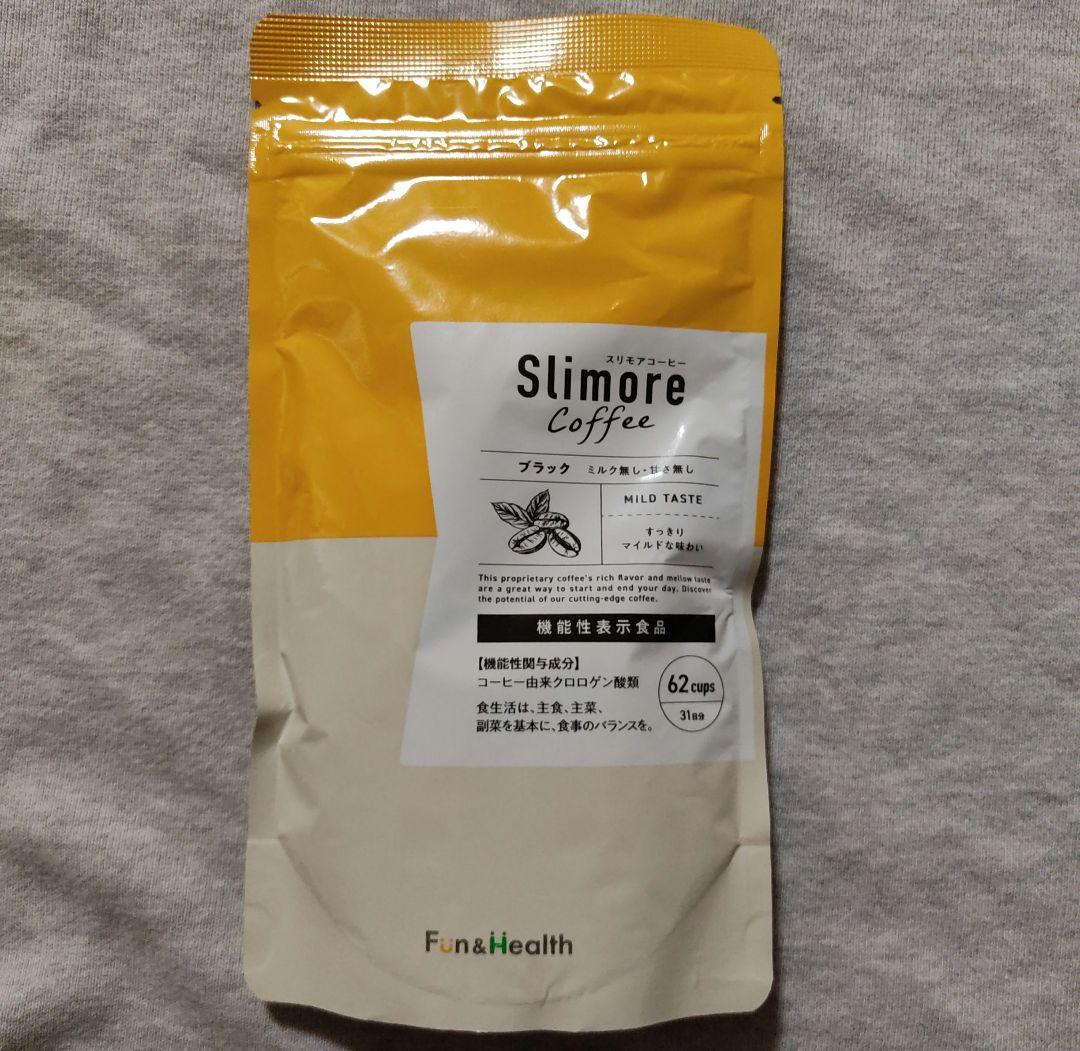 スリモアコーヒー
Slimore
Coffee
ブラック ミルク無し・甘さ無し
MiLD TASTE
すっきり
マイルドな味わい
This proprietary coffee's rich flavor and mellow taste
are a great way to start and end your day. Discover
the potential of our cutting-edge coffee.
機能性表示食品
【機能性関与成分】
コーヒー由来クロロゲン酸類
62 cups
31日分
食生活は、主食、主菜、
副菜を基本に、食事のバランスを。
Fun&Health